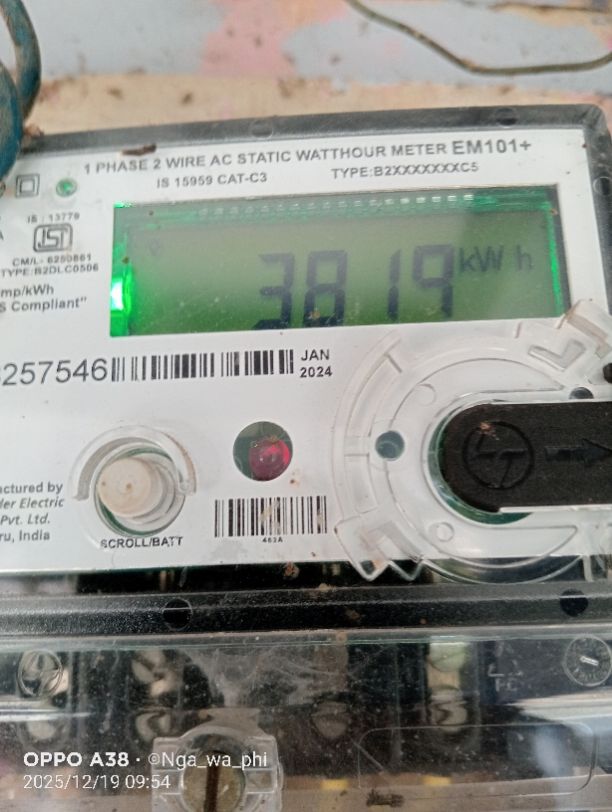 1 PHASE 2 WIRE AC STATIC WATTHOUR METER EM101+
IS 15959 CAT-C3 TYPE:B2XXXXXXXC5
IS : 13779
ISI
CM/L- 6250861
TYPE:B2DLC0506
mp/kWh
S Compliant"
3819 kWh
257546
JAN
2024
actured by
der Electric
Pvt. Ltd.
ru, India
SCROLL/BATT
463A
LT
OPPO A38 · ©Nga_wa_phi
2025/12/19 09:54